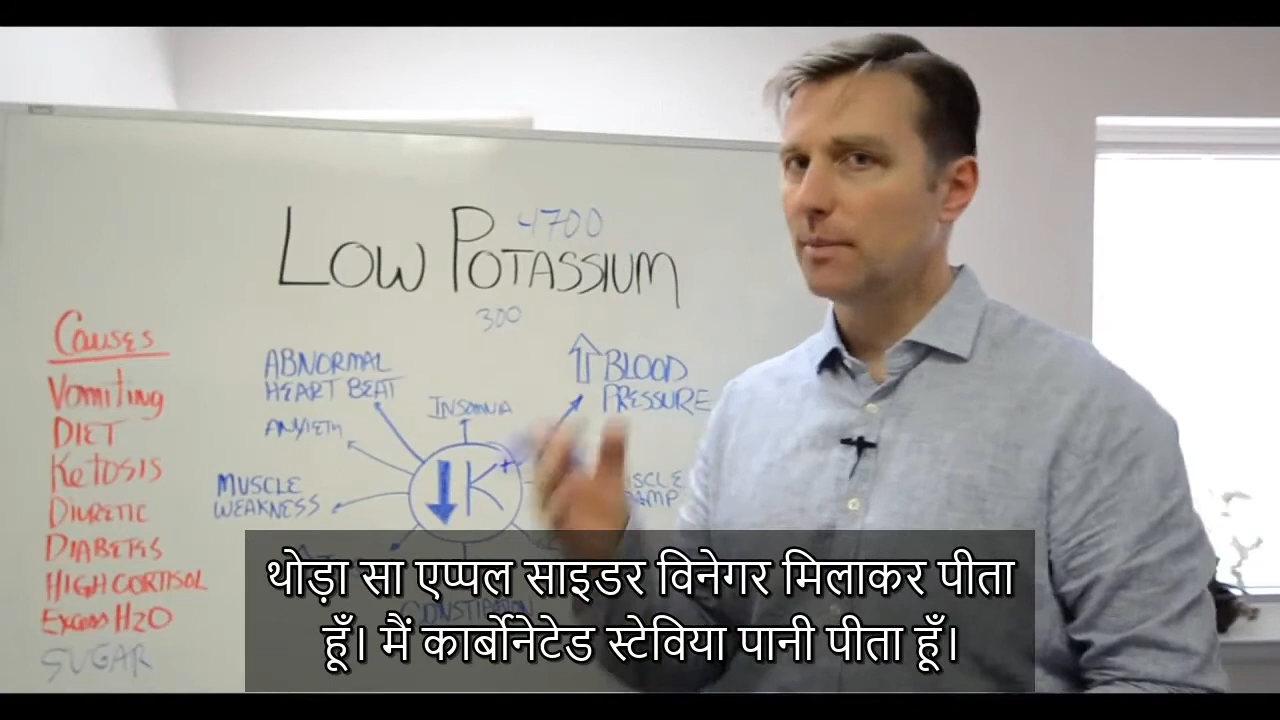 4700
LOW POTASSIUM
300
CAUSES
VOMITING
DIET
KETOSIS
DIURETIC
DIABETES
HIGH CORTISOL
EXCESS H2O
SUGAR
ABNORMAL
HEART BEAT
ANXIETY
INSOMNIA
BLOOD
PRESSURE
MUSCLE
WEAKNESS
K+
CONSTIPATION
थोड़ा सा एप्पल साइडर विनेगर मिलाकर पीता
हूँ। मैं कार्बोनेटेड स्टेविया पानी पीता हूँ।